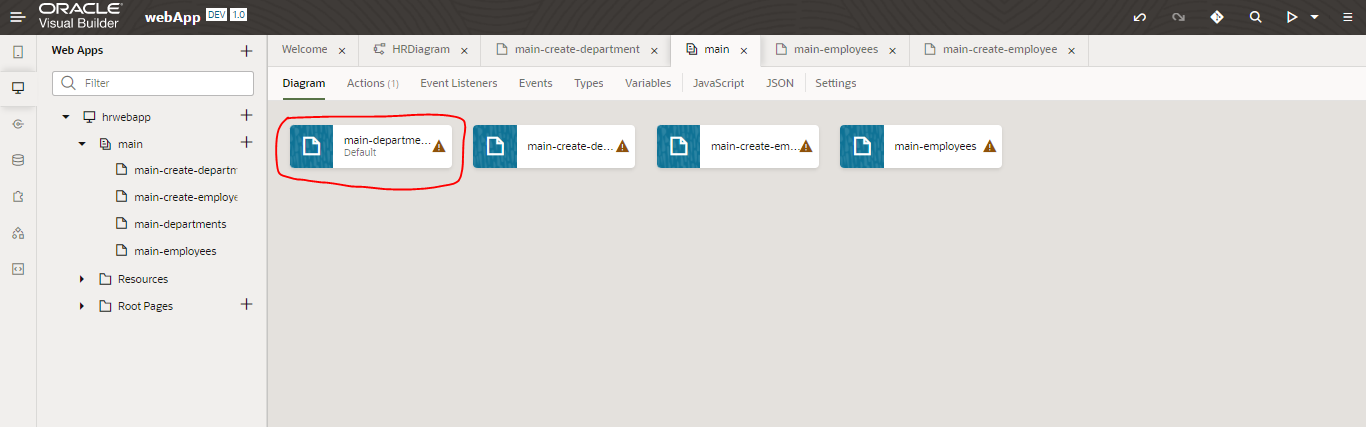 ORACLE
Visual Builder
webApp DEV 1.0
Web Apps
Filter
hrwebapp
main
main-create-departm
main-create-employe
main-departments
main-employees
Resources
Root Pages
Welcome HRDiagram main-create-department main main-employees main-create-employee
Diagram Actions (1) Event Listeners Events Types Variables JavaScript JSON Settings
main-departme... main-create-de... main-create-em... main-employees
Default